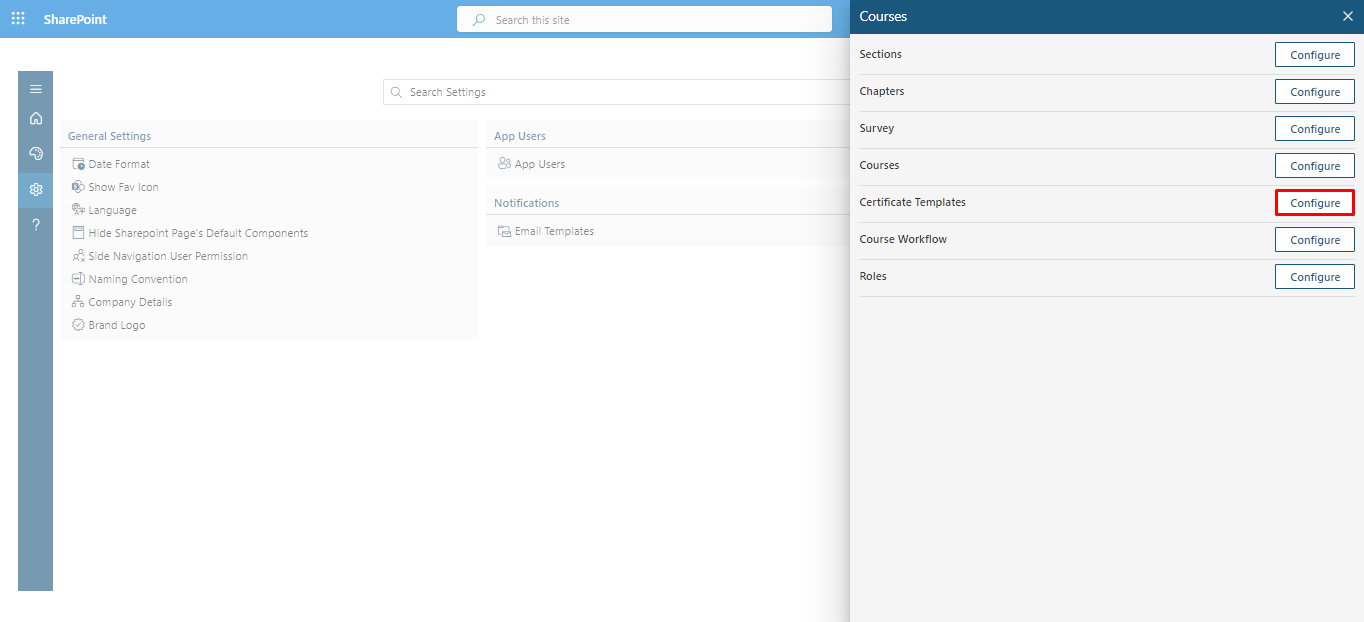 SharePoint
Search this site
Search Settings
General Settings
Date Format
Show Fav Icon
Language
Hide Sharepoint Page's Default Components
Side Navigation User Permission
Naming Convention
Company Details
Brand Logo
App Users
App Users
Notifications
Email Templates
Courses
Sections Configure
Chapters Configure
Survey Configure
Courses Configure
Certificate Templates Configure
Course Workflow Configure
Roles Configure